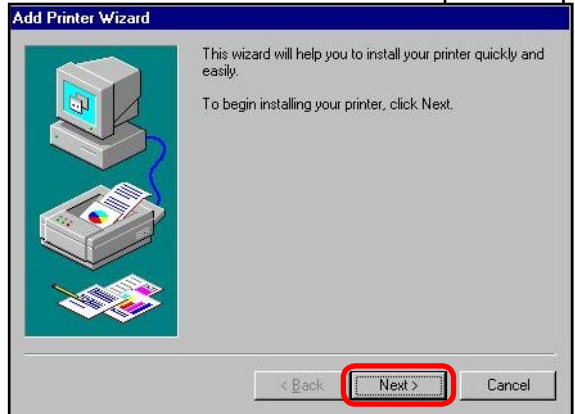 Add Printer Wizard
This wizard will help you to install your printer quickly and
easily.
To begin installing your printer, click Next.
< Back
Next >
Cancel